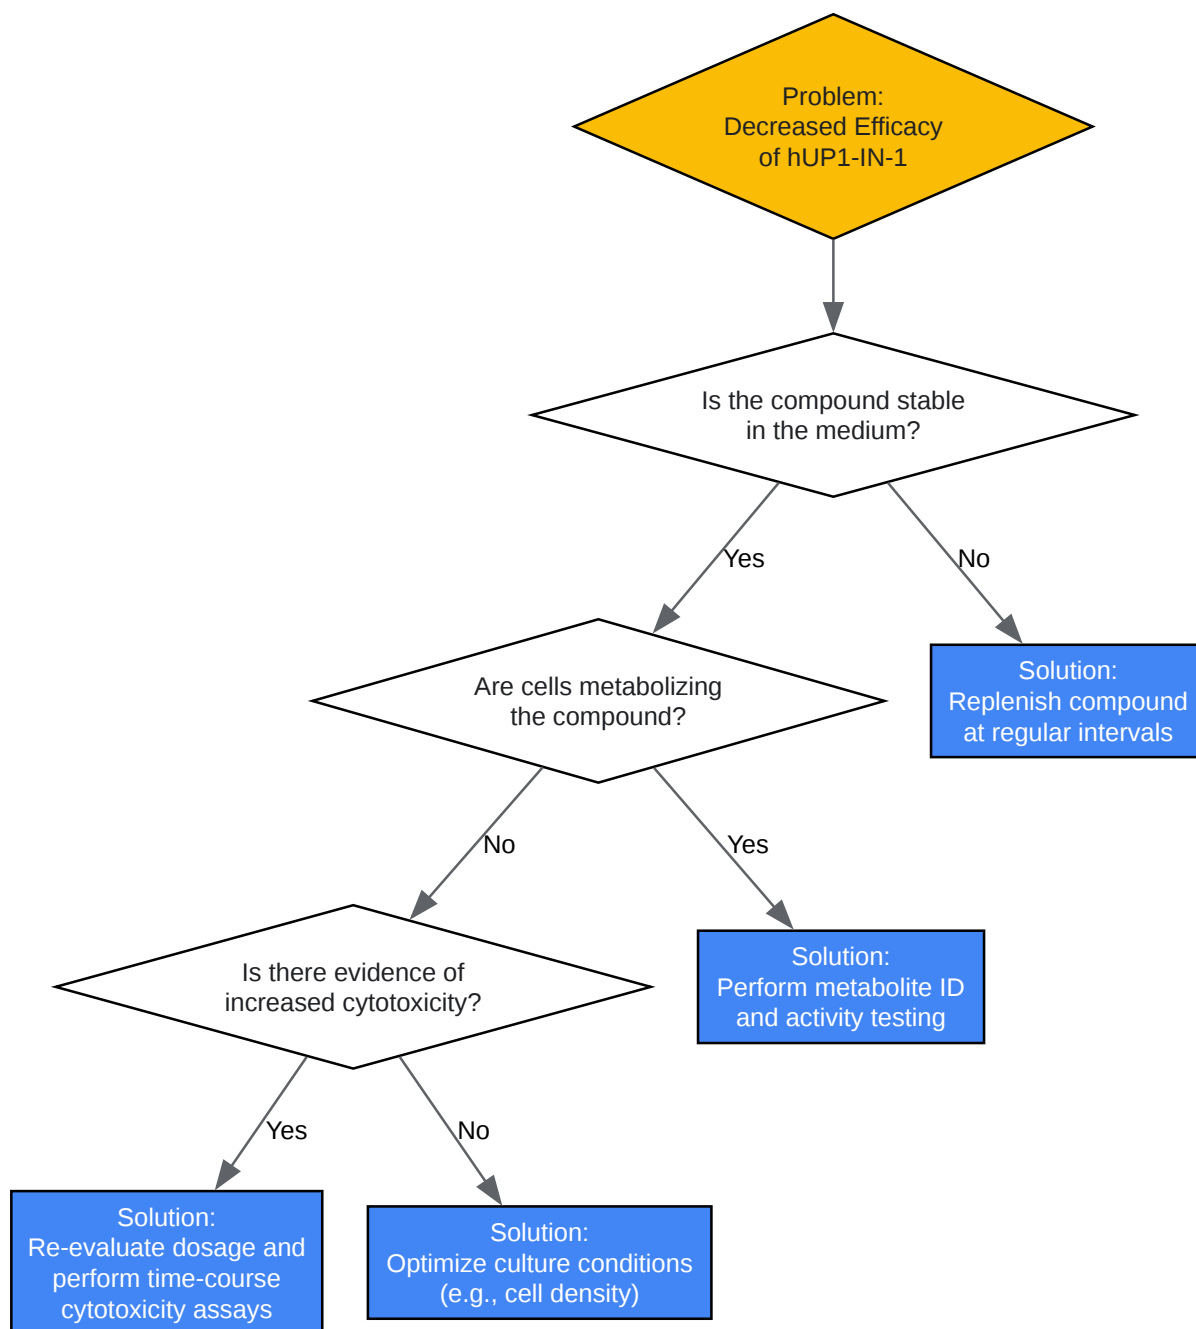 Problem:
Decreased Efficacy
of hUP1-IN-1
Is the compound stable
in the medium?
Yes
No
Are cells metabolizing
the compound?
Solution:
Replenish compound
at regular intervals
No
Yes
Is there evidence of
increased cytotoxicity?
Solution:
Perform metabolite ID
and activity testing
Yes
No
Solution:
Re-evaluate dosage and
perform time-course
cytotoxicity assays
Solution:
Optimize culture conditions
(e.g., cell density)